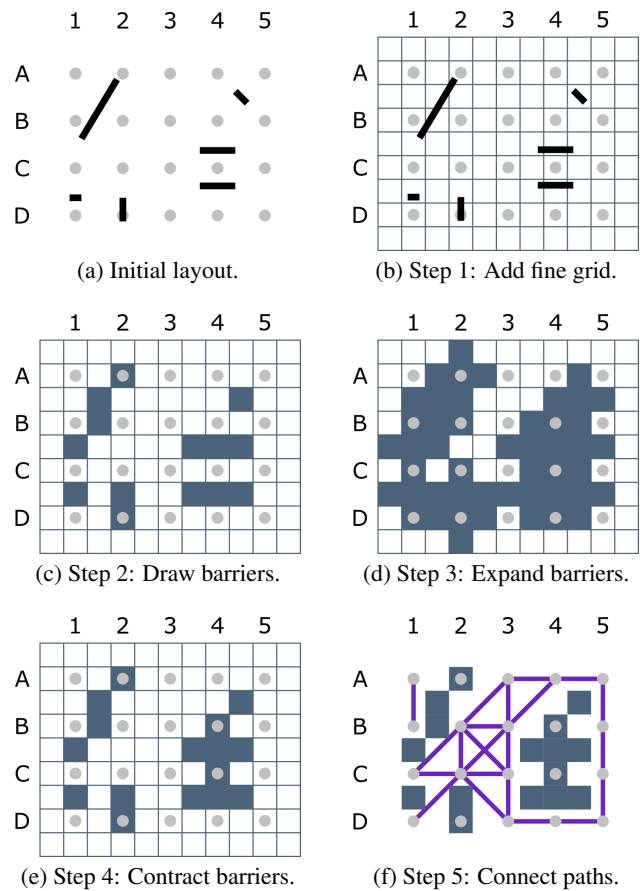 1 2 3 4 5 1 2 3 4 5
A A
B B
C C
D D
(a) Initial layout. (b) Step 1: Add fine grid.
1 2 3 4 5 1 2 3 4 5
A A
B B
C C
D D
(c) Step 2: Draw barriers. (d) Step 3: Expand barriers.
1 2 3 4 5 1 2 3 4 5
A A
B B
C C
D D
(e) Step 4: Contract barriers. (f) Step 5: Connect paths.